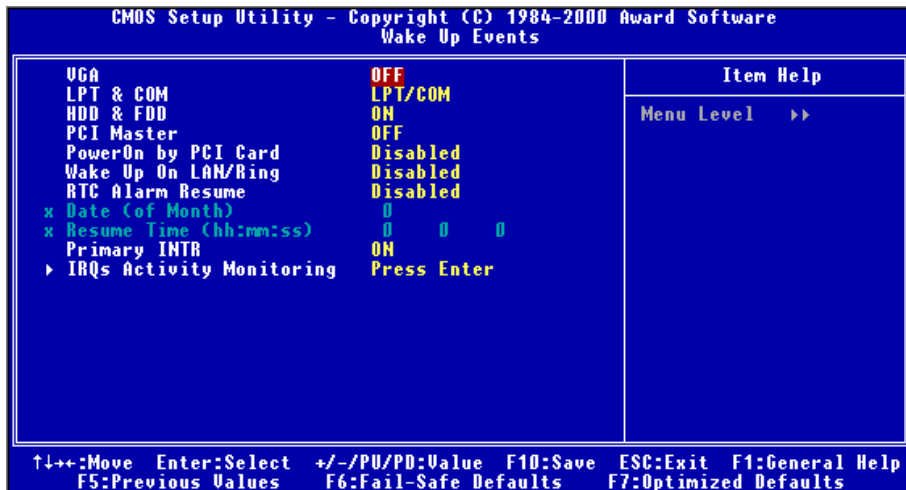 CMOS Setup Utility - Copyright (C) 1984-2000 Award Software
Wake Up Events
VGA OFF
LPT & COM LPT/COM
HDD & FDD ON
PCI Master OFF
PowerOn by PCI Card Disabled
Wake Up On LAN/Ring Disabled
RTC Alarm Resume Disabled
x Date (of Month) 0
x Resume Time (hh:mm:ss) 0 0 0
Primary INTR ON
▸ IRQs Activity Monitoring Press Enter
Item Help
Menu Level ▸▸
↑↓→←:Move Enter:Select +/-/PU/PD:Value F10:Save ESC:Exit F1:General Help
F5:Previous Values F6:Fail-Safe Defaults F7:Optimized Defaults